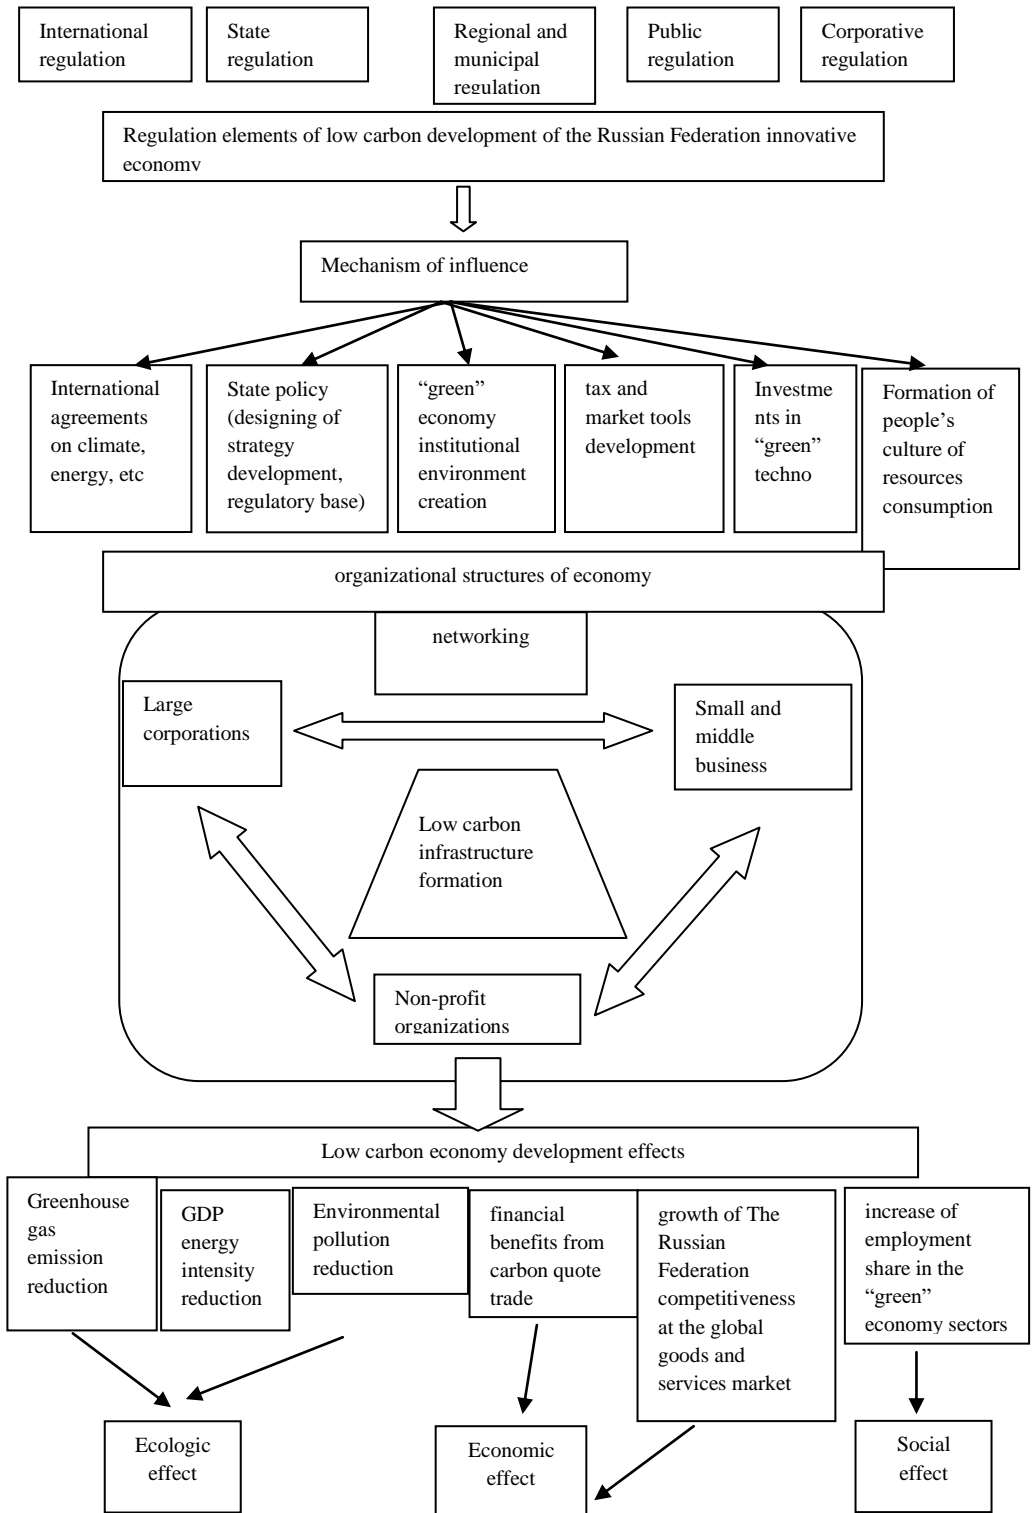 International
regulation
State
regulation
Regional and
municipal
regulation
Public
regulation
Corporative
regulation
Regulation elements of low carbon development of the Russian Federation innovative
economy
Mechanism of influence
International
agreements
on climate,
energy, etc
State policy
(designing of
strategy
development,
regulatory base)
“green”
economy
institutional
environment
creation
tax and
market tools
development
Investme
nts in
“green”
techno
Formation of
people’s
culture of
resources
consumption
organizational structures of economy
networking
Large
corporations
Small and
middle
business
Low carbon
infrastructure
formation
Non-profit
organizations
Low carbon economy development effects
Greenhouse
gas
emission
reduction
GDP
energy
intensity
reduction
Environmental
pollution
reduction
financial
benefits from
carbon quote
trade
growth of The
Russian
Federation
competitiveness
at the global
goods and
services market
increase of
employment
share in the
“green”
economy sectors
Ecologic
effect
Economic
effect
Social
effect